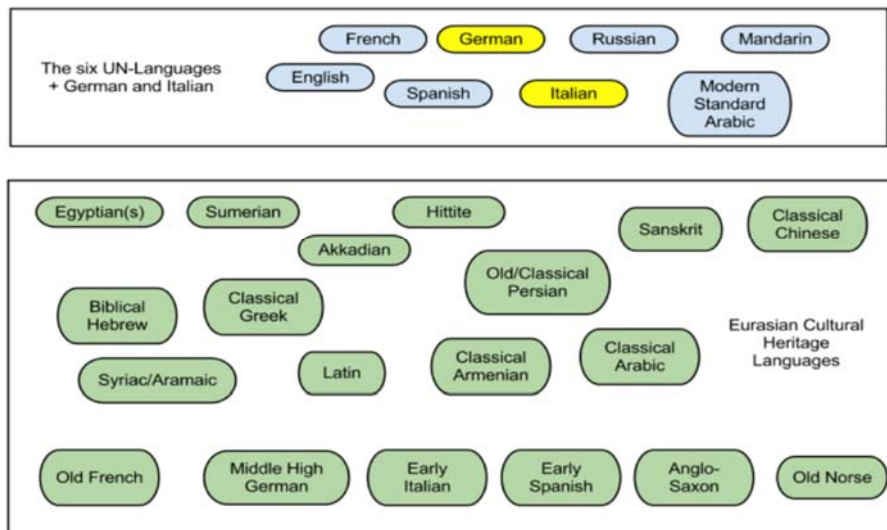 The six UN-Languages
+ German and Italian
French
German
Russian
Mandarin
English
Spanish
Italian
Modern
Standard
Arabic
Egyptian(s)
Sumerian
Hittite
Akkadian
Sanskrit
Classical
Chinese
Biblical
Hebrew
Classical
Greek
Old/Classical
Persian
Eurasian Cultural
Heritage
Languages
Syriac/Aramaic
Latin
Classical
Armenian
Classical
Arabic
Old French
Middle High
German
Early
Italian
Early
Spanish
Anglo-
Saxon
Old Norse